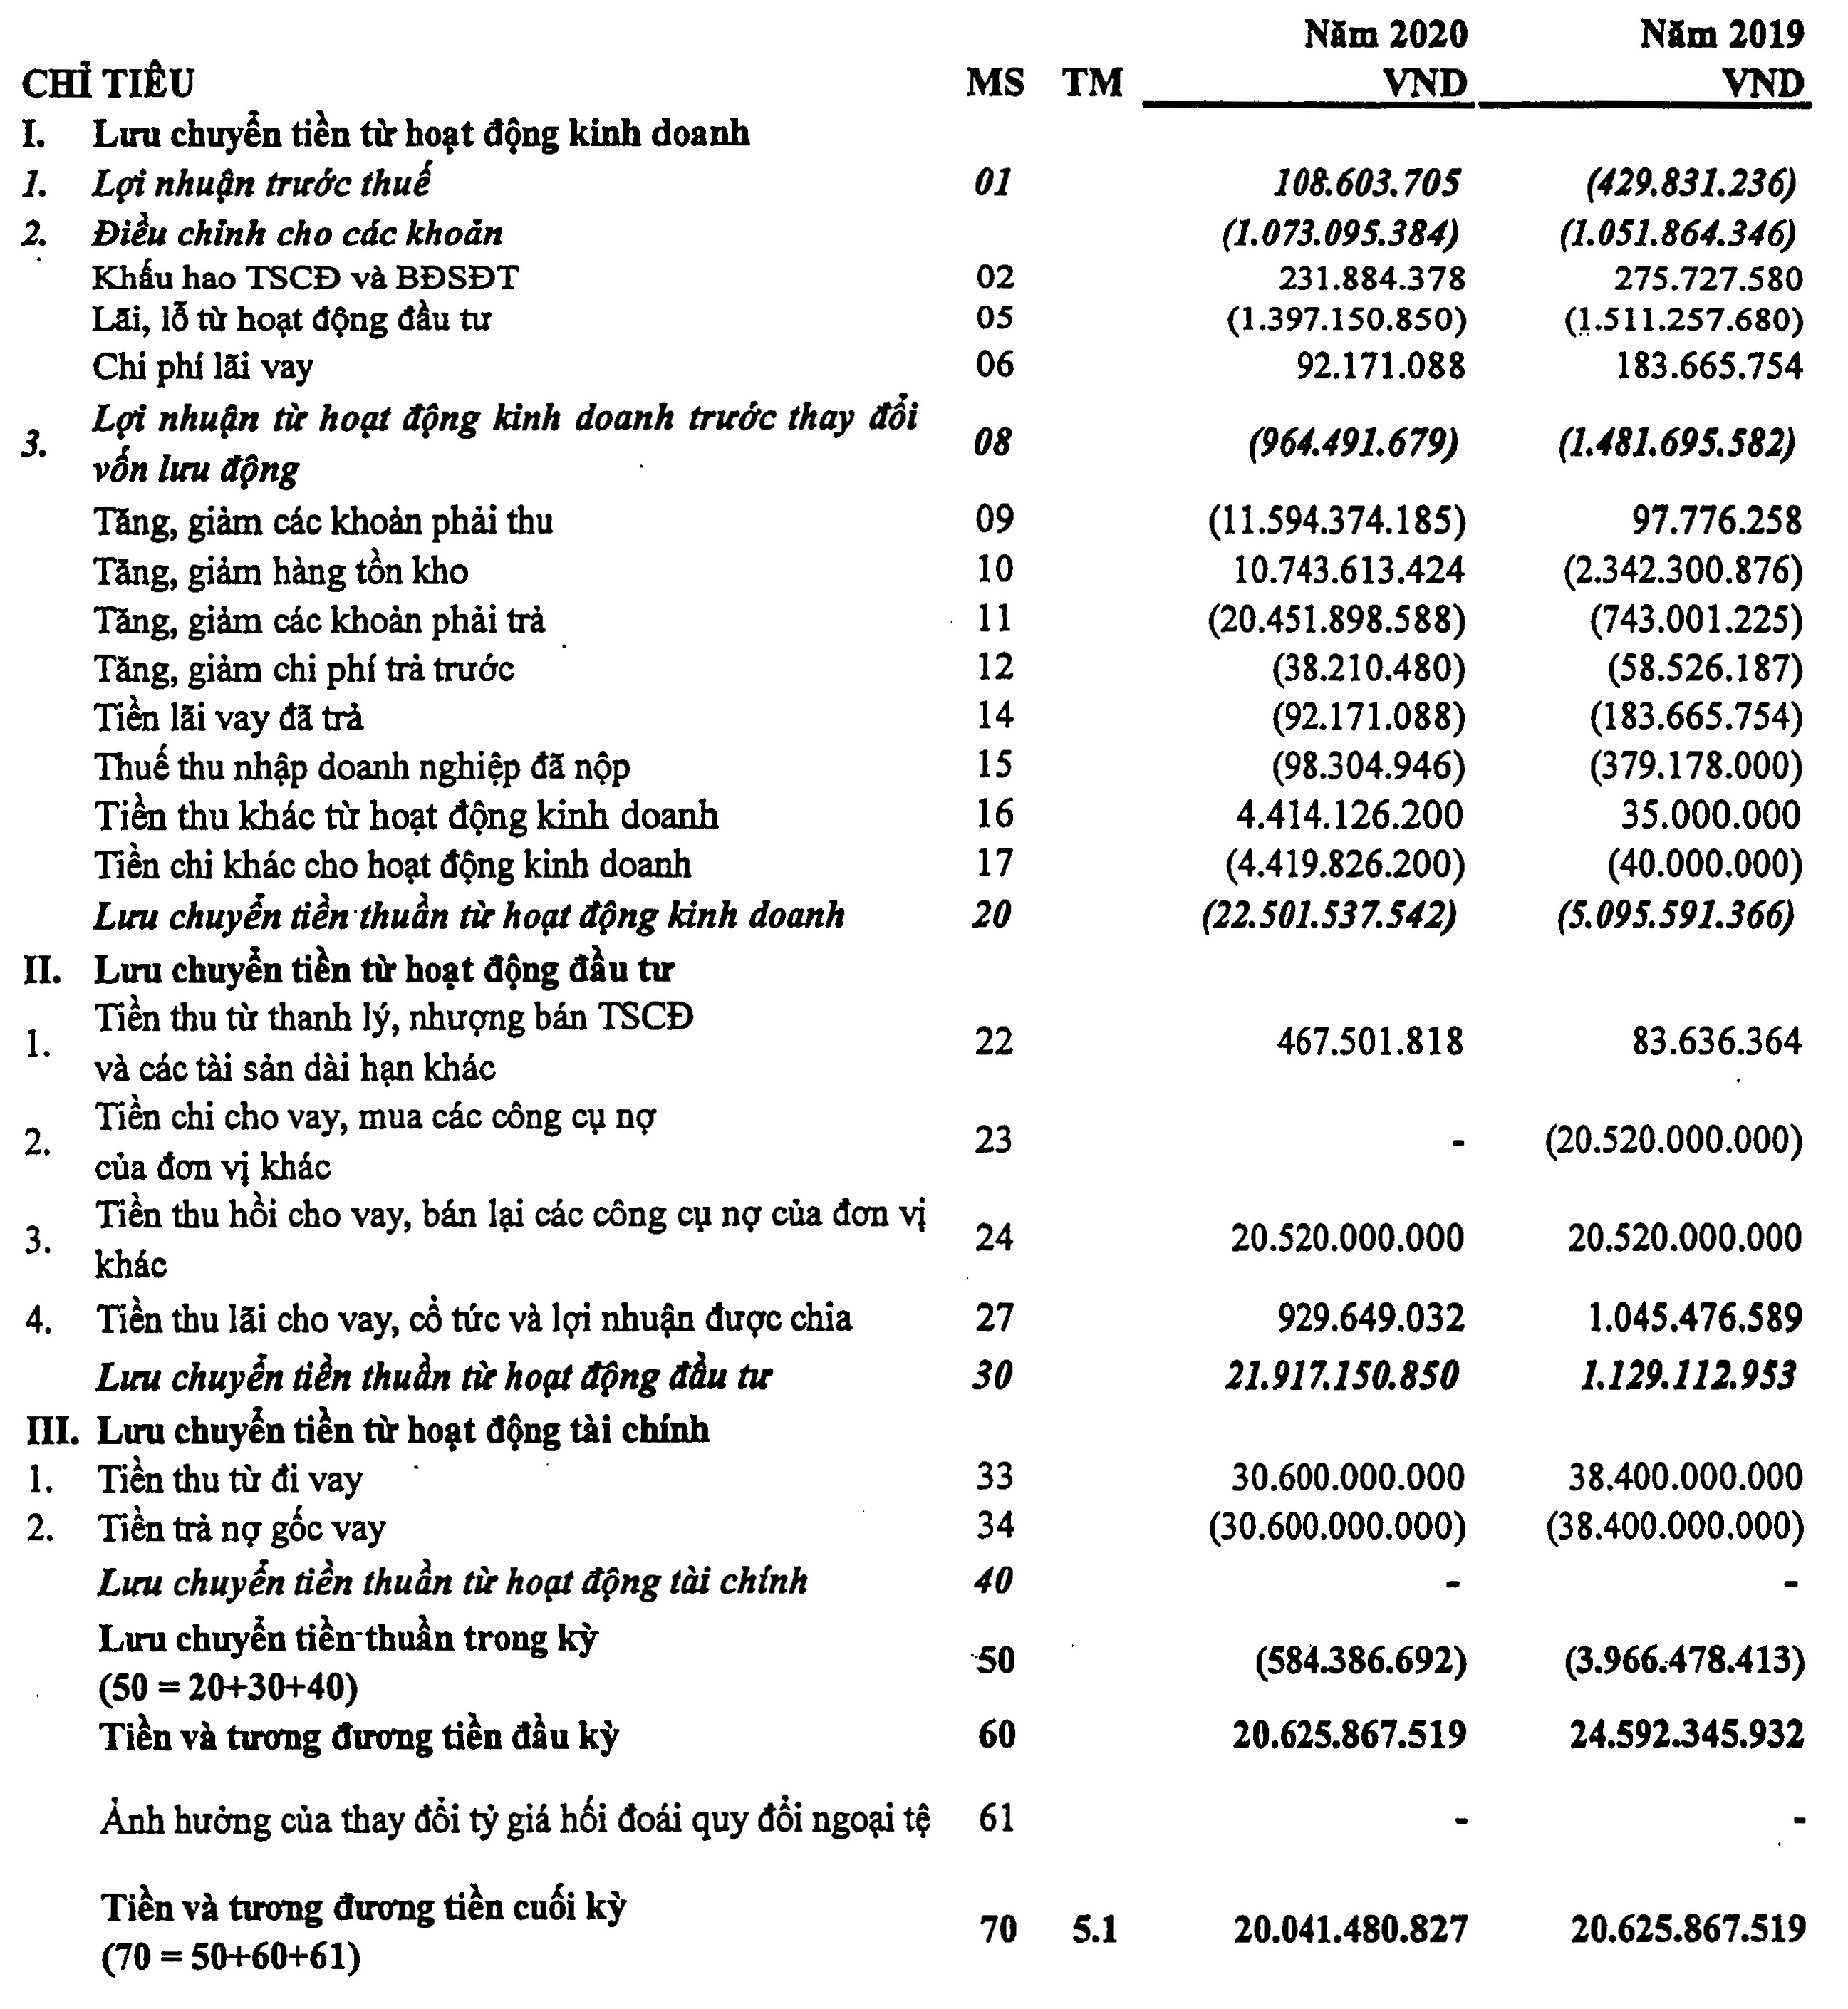 Năm 2020 Năm 2019
CHỈ TIÊU MS TM VND VND
I. Lưu chuyển tiền từ hoạt động kinh doanh
1. Lợi nhuận trước thuế 01 108.603.705 (429.831.236)
2. Điều chỉnh cho các khoản (1.073.095.384) (1.051.864.346)
Khấu hao TSCĐ và BĐSĐT 02 231.884.378 275.727.580
Lãi, lỗ từ hoạt động đầu tư 05 (1.397.150.850) (1.511.257.680)
Chi phí lãi vay 06 92.171.088 183.665.754
Lợi nhuận từ hoạt động kinh doanh trước thay đổi
3. 08 (964.491.679) (1.481.695.582)
vốn lưu động
Tăng, giảm các khoản phải thu 09 (11.594.374.185) 97.776.258
Tăng, giảm hàng tồn kho 10 10.743.613.424 (2.342.300.876)
Tăng, giảm các khoản phải trả 11 (20.451.898.588) (743.001.225)
Tăng, giảm chi phí trả trước 12 (38.210.480) (58.526.187)
Tiền lãi vay đã trả 14 (92.171.088) (183.665.754)
Thuế thu nhập doanh nghiệp đã nộp 15 (98.304.946) (379.178.000)
Tiền thu khác từ hoạt động kinh doanh 16 4.414.126.200 35.000.000
Tiền chi khác cho hoạt động kinh doanh 17 (4.419.826.200) (40.000.000)
Lưu chuyển tiền thuần từ hoạt động kinh doanh 20 (22.501.537.542) (5.095.591.366)
II. Lưu chuyển tiền từ hoạt động đầu tư
Tiền thu từ thanh lý, nhượng bán TSCĐ
1. 22 467.501.818 83.636.364
và các tài sản dài hạn khác
Tiền chi cho vay, mua các công cụ nợ
2. 23 - (20.520.000.000)
của đơn vị khác
Tiền thu hồi cho vay, bán lại các công cụ nợ của đơn vị
3. 24 20.520.000.000 20.520.000.000
khác
4. Tiền thu lãi cho vay, cổ tức và lợi nhuận được chia 27 929.649.032 1.045.476.589
Lưu chuyển tiền thuần từ hoạt động đầu tư 30 21.917.150.850 1.129.112.953
III. Lưu chuyển tiền từ hoạt động tài chính
1. Tiền thu từ đi vay 33 30.600.000.000 38.400.000.000
2. Tiền trả nợ gốc vay 34 (30.600.000.000) (38.400.000.000)
Lưu chuyển tiền thuần từ hoạt động tài chính 40 - -
Lưu chuyển tiền thuần trong kỳ
50 (584.386.692) (3.966.478.413)
(50 = 20+30+40)
Tiền và tương đương tiền đầu kỳ 60 20.625.867.519 24.592.345.932
Ảnh hưởng của thay đổi tỷ giá hối đoái quy đổi ngoại tệ 61 - -
Tiền và tương đương tiền cuối kỳ
70 5.1 20.041.480.827 20.625.867.519
(70 = 50+60+61)